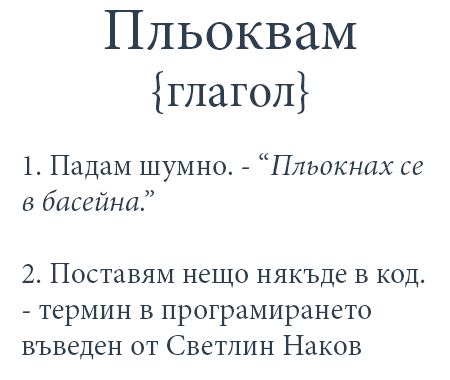 Пльоквам
{глагол}
1. Падам шумно. - “Пльокнах се
в басейна.”
2. Поставям нещо някъде в код.
- термин в програмирането
въведен от Светлин Наков